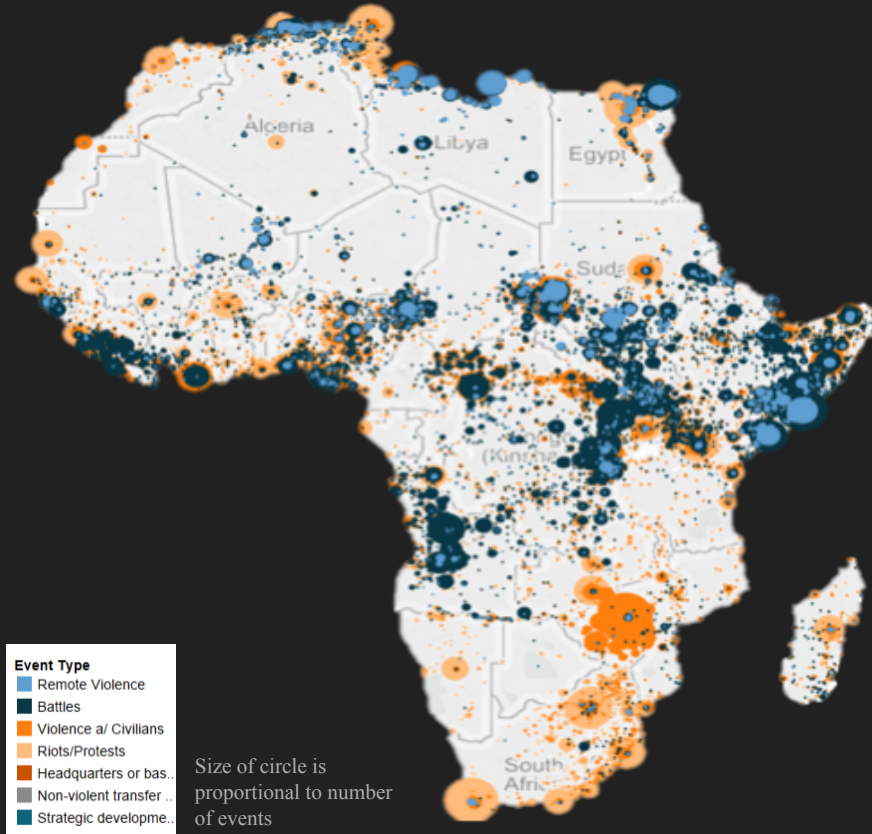 Algeria
Libya
Egypt
Suda
(Kinsha
South
Afric
Event Type
Remote Violence
Battles
Violence a/ Civilians
Riots/Protests
Headquarters or bas..
Non-violent transfer ..
Strategic developme..
Size of circle is
proportional to number
of events